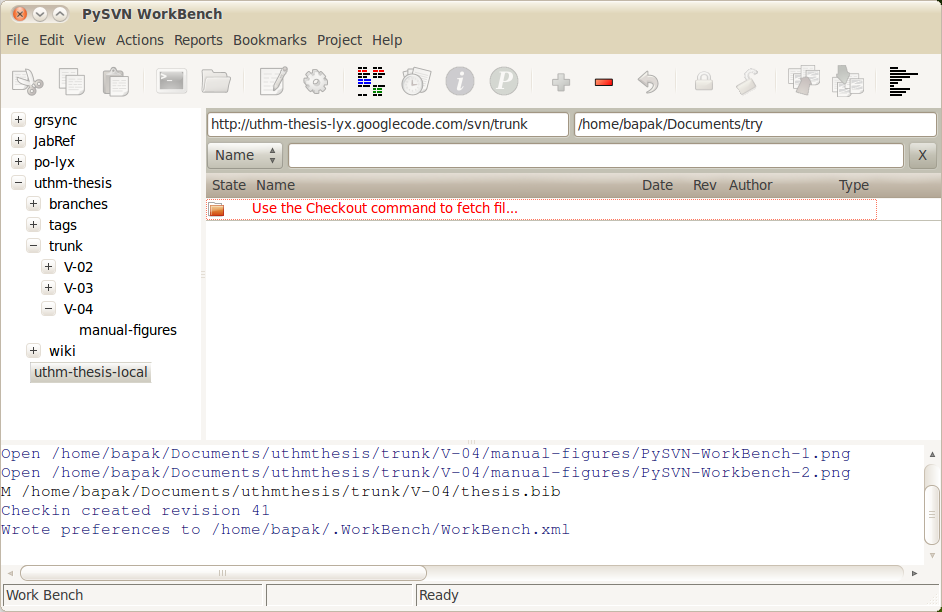 PySVN WorkBench
File Edit View Actions Reports Bookmarks Project Help
http://uthm-thesis-lyx.googlecode.com/svn/trunk /home/bapak/Documents/try
Name X
State Name Date Rev Author Type
Use the Checkout command to fetch fil...
grsync
JabRef
po-lyx
uthm-thesis
branches
tags
trunk
V-02
V-03
V-04
manual-figures
wiki
uthm-thesis-local
Open /home/bapak/Documents/uthmthesis/trunk/V-04/manual-figures/PySVN-WorkBench-1.png
Open /home/bapak/Documents/uthmthesis/trunk/V-04/manual-figures/PySVN-Workbench-2.png
M /home/bapak/Documents/uthmthesis/trunk/V-04/thesis.bib
Checkin created revision 41
Wrote preferences to /home/bapak/.WorkBench/WorkBench.xml
Work Bench Ready